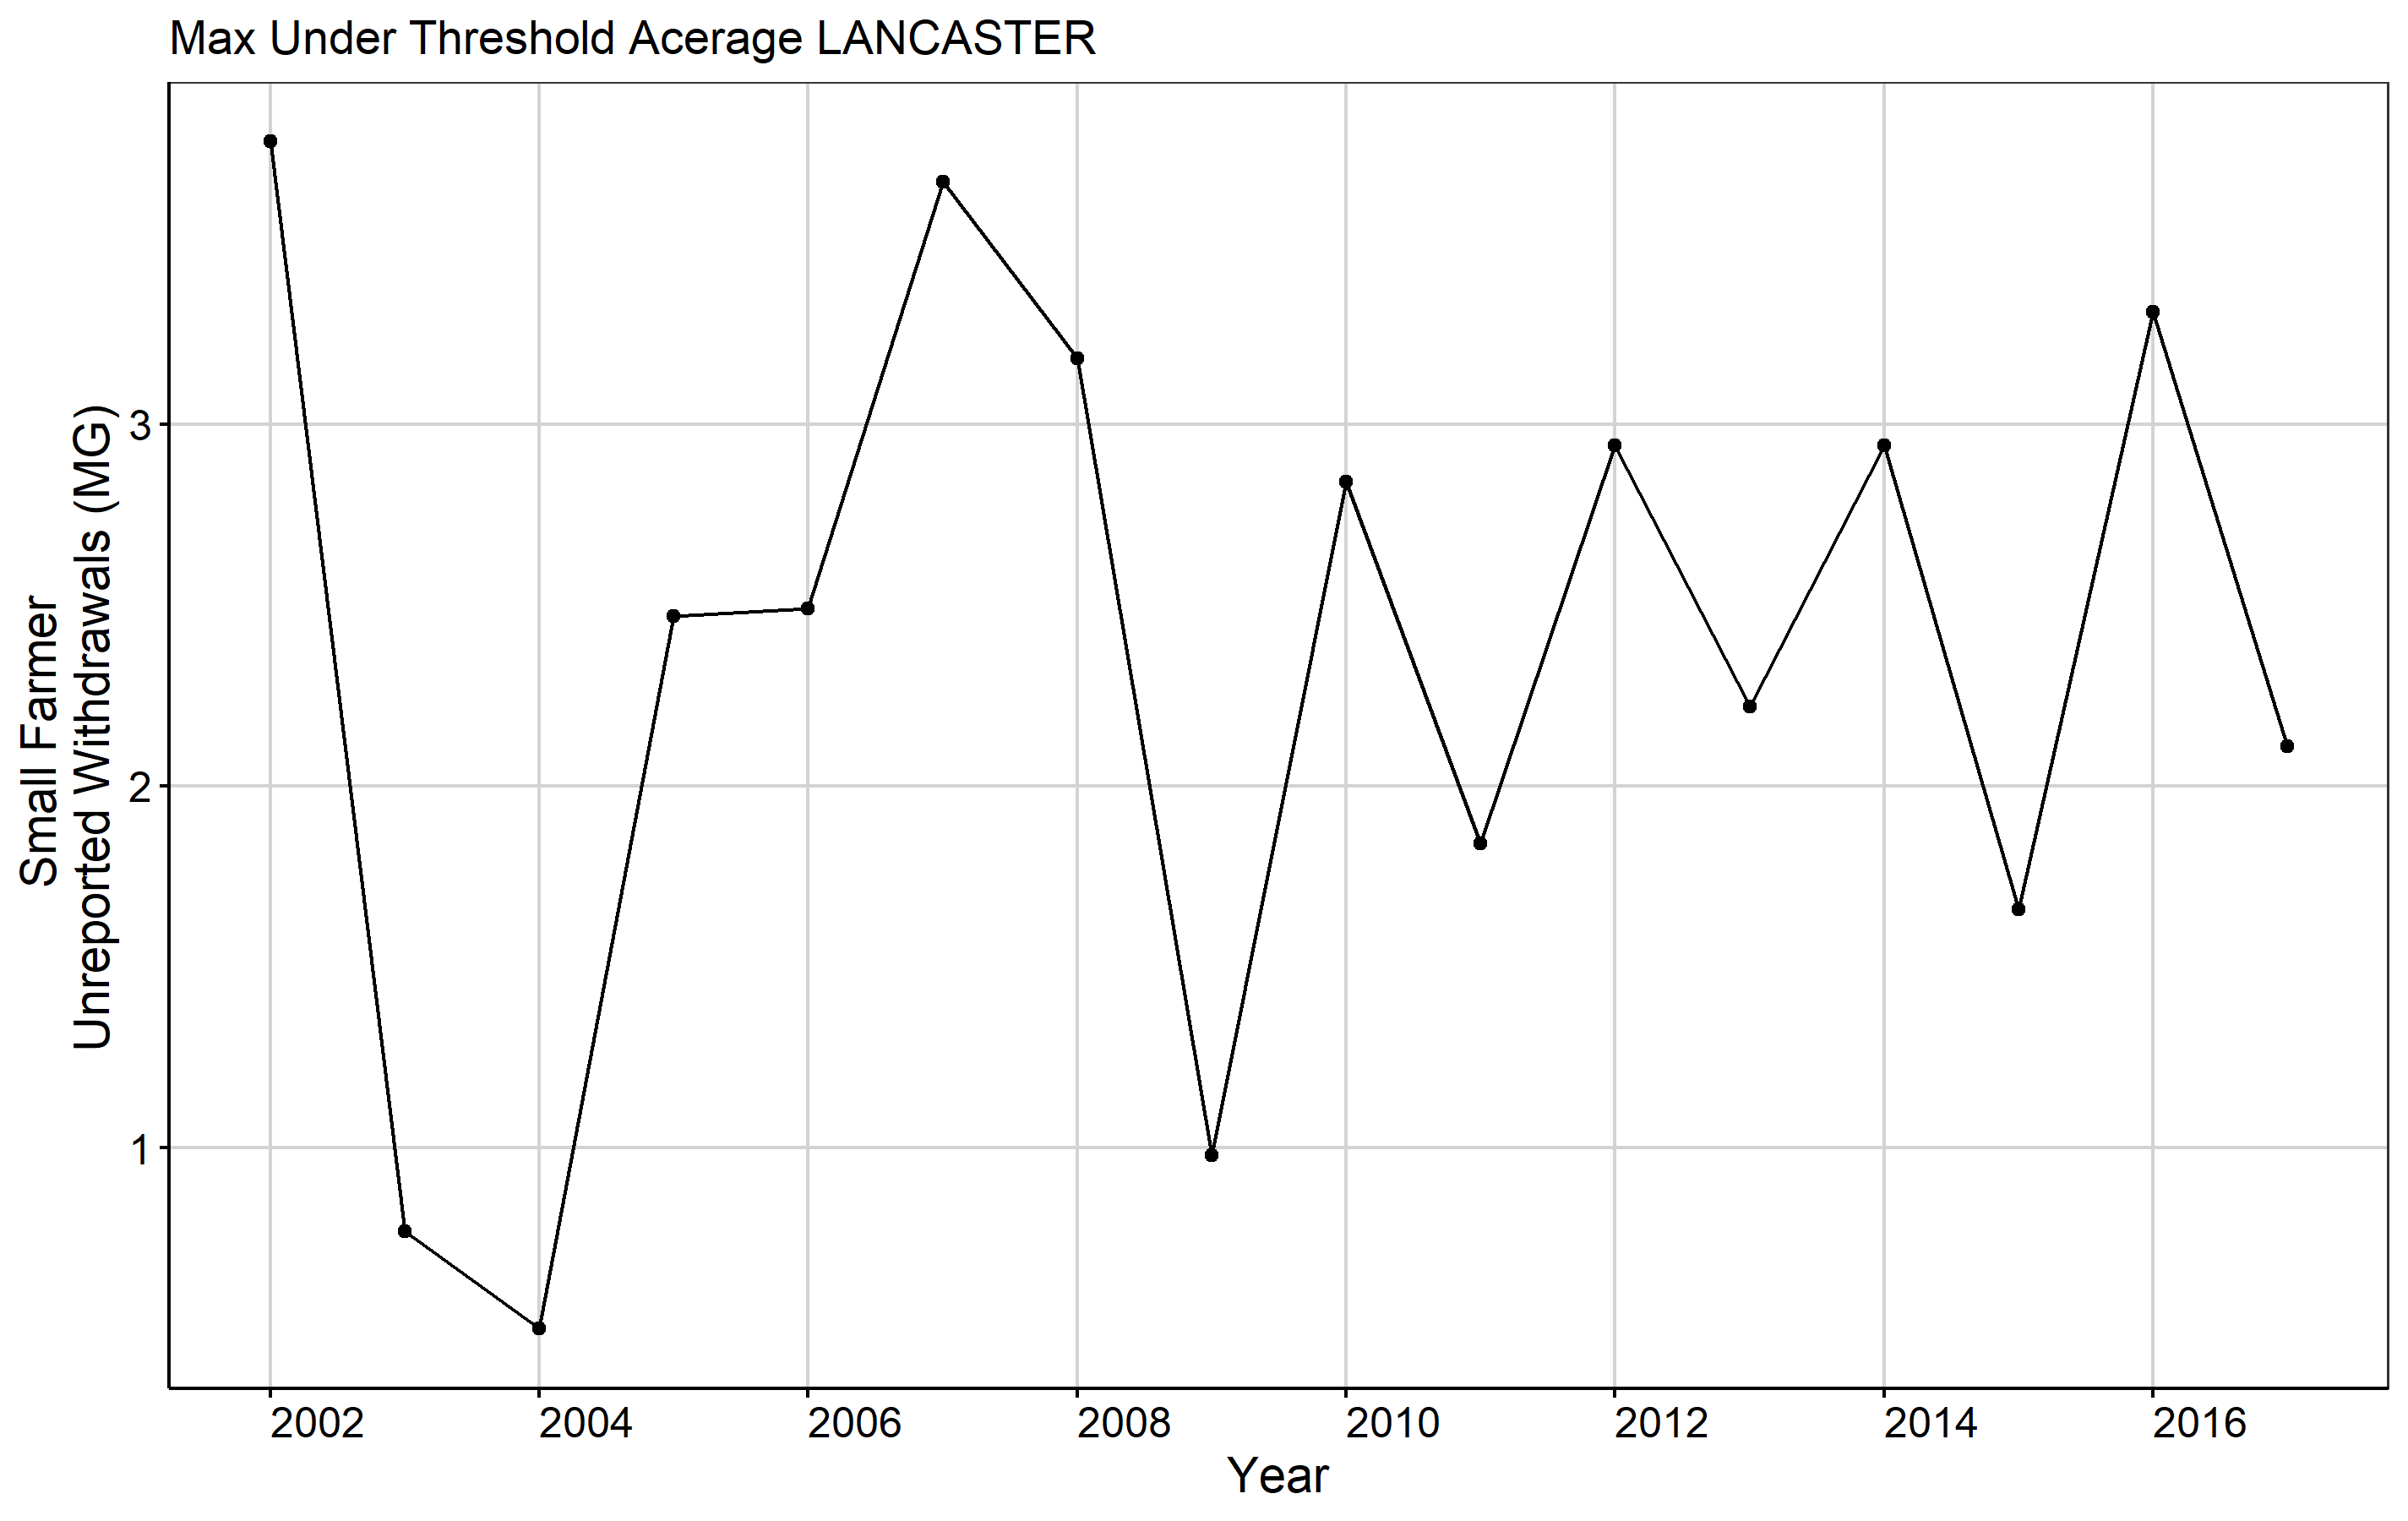 Max Under Threshold Acerage LANCASTER
Small Farmer
Unreported Withdrawals (MG)
3
2
1
2002 2004 2006 2008 2010 2012 2014 2016
Year